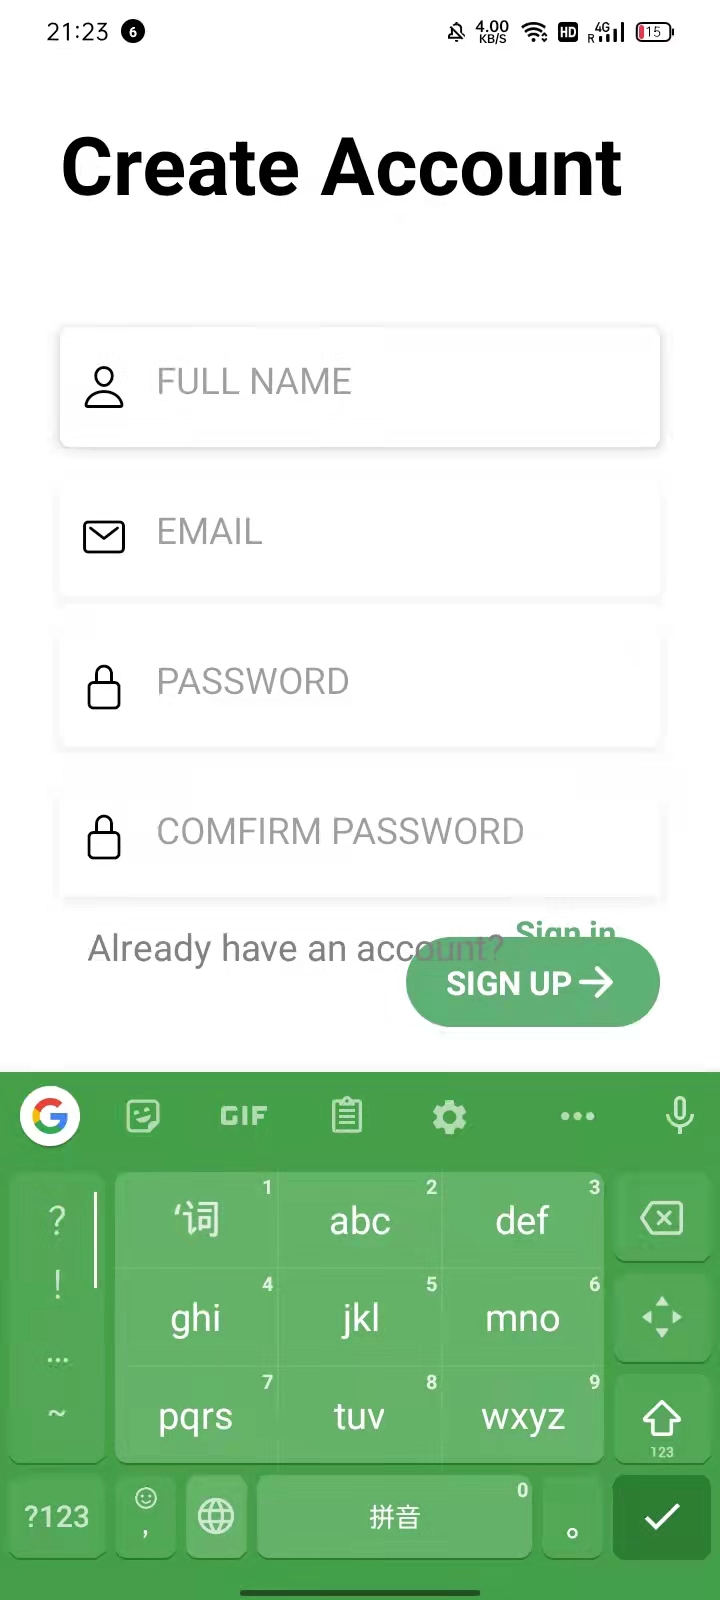 21:23 6 4.00 KB/S HD R 4G 15
Create Account
FULL NAME
EMAIL
PASSWORD
COMFIRM PASSWORD
Already have an account? Sign in
SIGN UP
G GIF
? ‘词 1 abc 2 def 3
!
... ghi 4 jkl 5 mno 6
~ pqrs 7 tuv 8 wxyz 9 123
?123 , 拼音 0 。